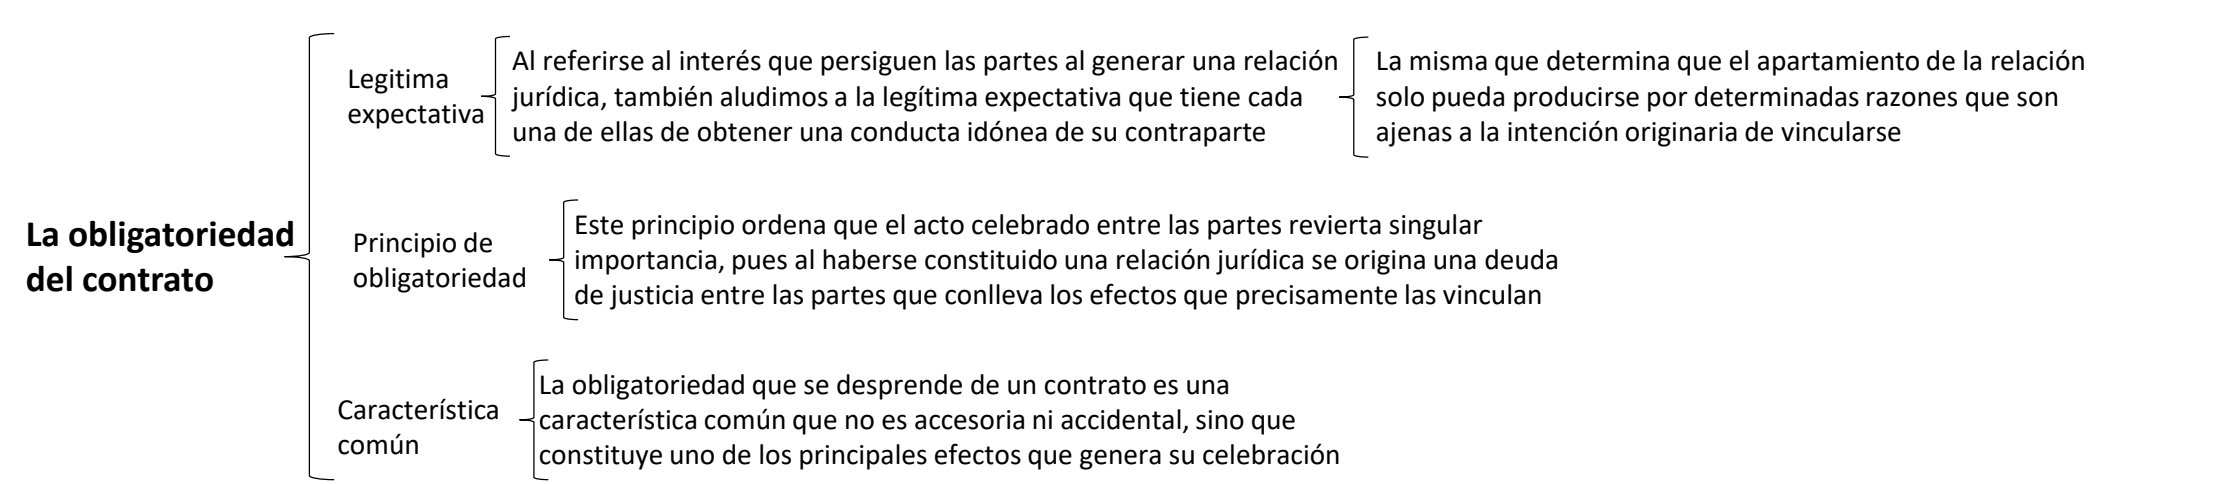 La obligatoriedad
del contrato
Legitima
expectativa
Al referirse al interés que persiguen las partes al generar una relación
jurídica, también aludimos a la legítima expectativa que tiene cada
una de ellas de obtener una conducta idónea de su contraparte
La misma que determina que el apartamiento de la relación
solo pueda producirse por determinadas razones que son
ajenas a la intención originaria de vincularse
Principio de
obligatoriedad
Este principio ordena que el acto celebrado entre las partes revierta singular
importancia, pues al haberse constituido una relación jurídica se origina una deuda
de justicia entre las partes que conlleva los efectos que precisamente las vinculan
Característica
común
La obligatoriedad que se desprende de un contrato es una
característica común que no es accesoria ni accidental, sino que
constituye uno de los principales efectos que genera su celebración